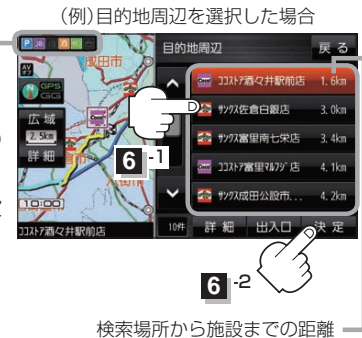 (例)目的地周辺を選択した場合
P
目的地周辺
戻る
AV
オフ
GPS
広域
2.5km
詳細
成田市
10:00
ココストア酒々井駅前店
ココストア酒々井駅前店 1.6km
サンクス佐倉白銀店 3.0km
サンクス富里南七栄店 3.4km
ココストア富里マルフジ店 4.1km
サンクス成田公設市... 4.2km
10件 詳細 出入口 決定
6-1
6-2
検索場所から施設までの距離